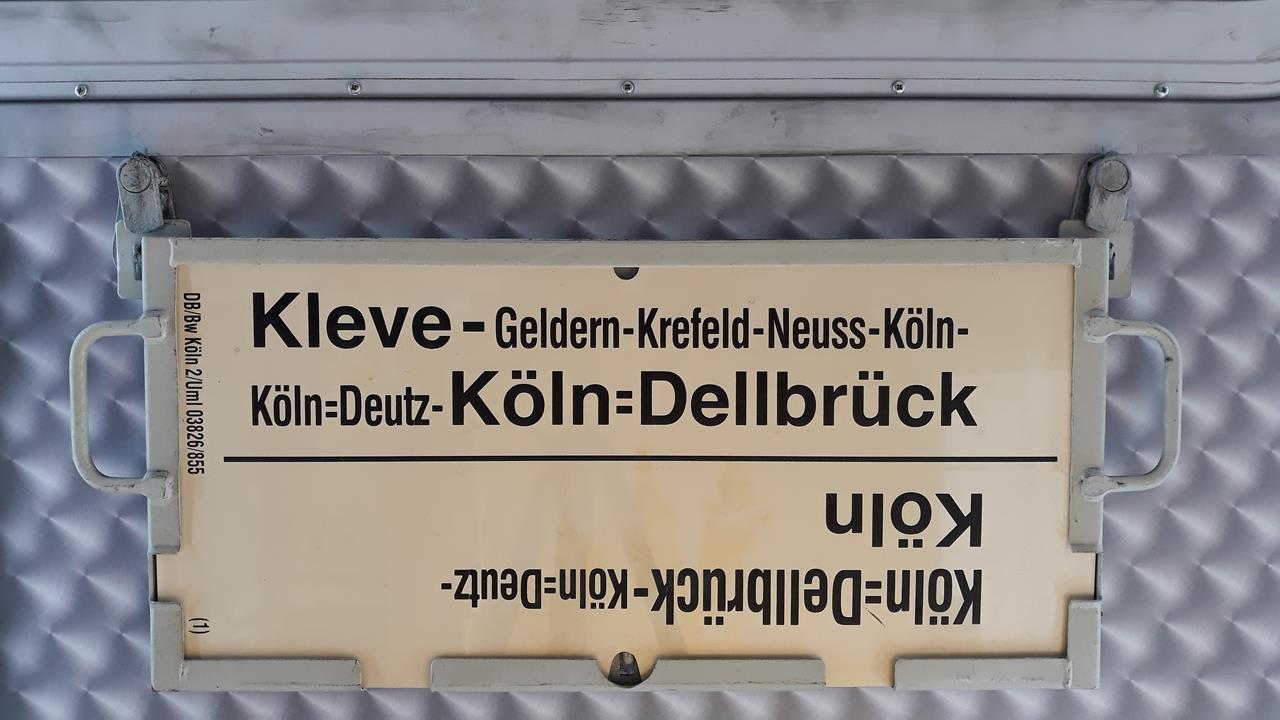 Kleve-Geldern-Krefeld-Neuss-Köln-
Köln=Deutz-Köln=Dellbrück
Köln=Dellbrück-Köln=Deutz-
Köln
DB/Bw Köln 2/Uml 03826/855
(1)